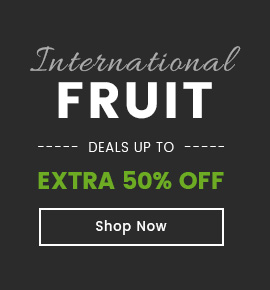 International
FRUIT
----- DEALS UP TO -----
EXTRA 50% OFF
Shop Now